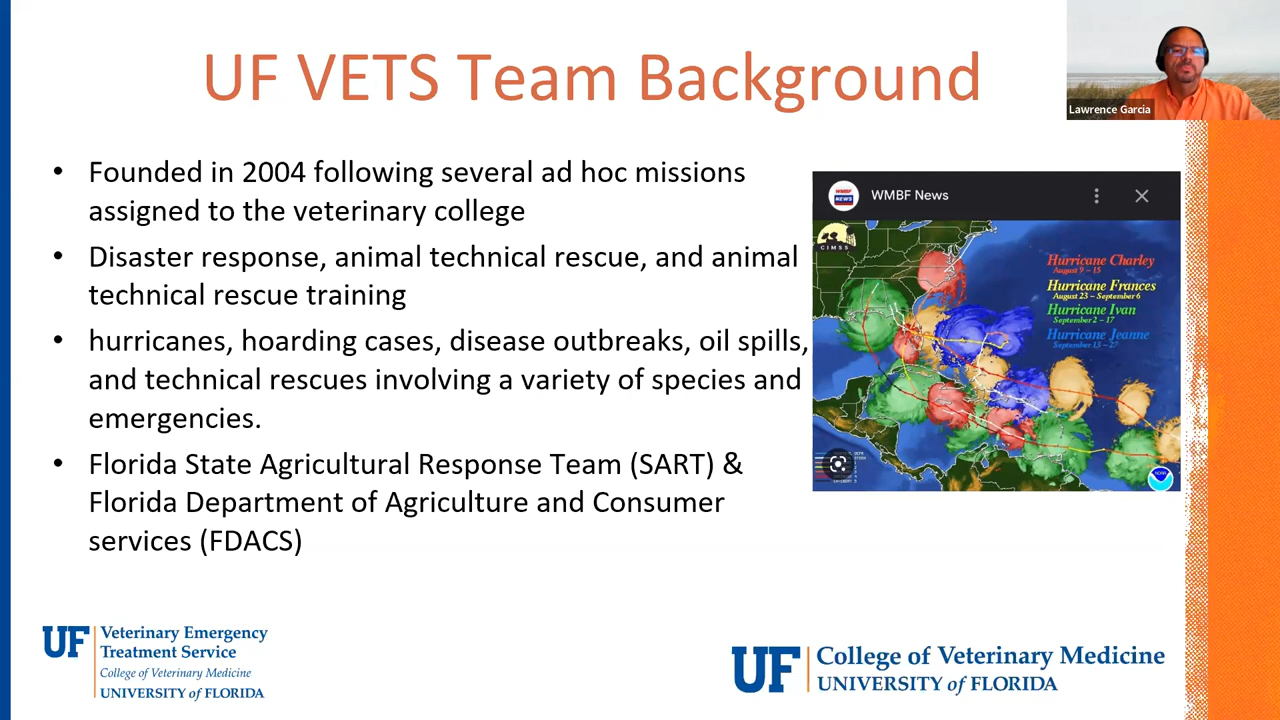 UF VETS Team Background
Lawrence Garcia
• Founded in 2004 following several ad hoc missions
assigned to the veterinary college
• Disaster response, animal technical rescue, and animal
technical rescue training
• hurricanes, hoarding cases, disease outbreaks, oil spills,
and technical rescues involving a variety of species and
emergencies.
• Florida State Agricultural Response Team (SART) &
Florida Department of Agriculture and Consumer
services (FDACS)
WMBF
NEWS
WMBF News
CIMSS
Hurricane Charley
August 9 – 15
Hurricane Frances
August 23 – September 6
Hurricane Ivan
September 2 – 17
Hurricane Jeanne
September 13 – 27
UF
Veterinary Emergency
Treatment Service
College of Veterinary Medicine
UNIVERSITY of FLORIDA
UF
College of Veterinary Medicine
UNIVERSITY of FLORIDA